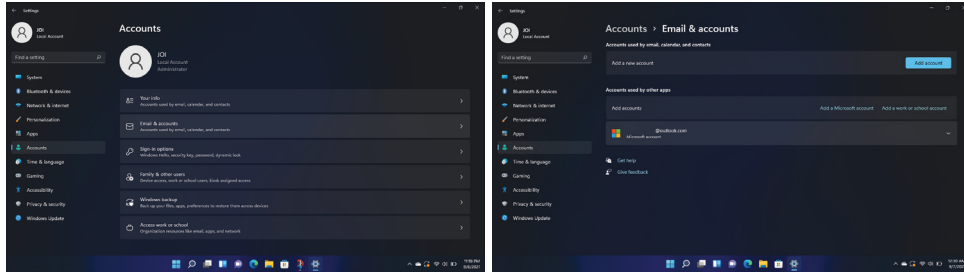 Settings
JOI
Local Account
Find a setting
System
Bluetooth & devices
Network & internet
Personalization
Apps
Accounts
Time & language
Gaming
Accessibility
Privacy & security
Windows Update
Accounts
JOI
Local Account
Administrator
Your info
Accounts used by email, calendar, and contacts
Email & accounts
Accounts used by email, calendar, and contacts
Sign-in options
Windows Hello, security key, password, dynamic lock
Family & other users
Device access, work or school users, kiosk assigned access
Windows backup
Back up your files, apps, preferences to restore them across devices
Access work or school
Organization resources like email, apps, and network
11:55 PM
Settings
JOI
Local Account
Find a setting
System
Bluetooth & devices
Network & internet
Personalization
Apps
Accounts
Time & language
Gaming
Accessibility
Privacy & security
Windows Update
Accounts > Email & accounts
Accounts used by email, calendar, and contacts
Add a new account
Add account
Accounts used by other apps
Add accounts
Add a Microsoft account
Add a work or school account
@outlook.com
Microsoft account
Get help
Give feedback